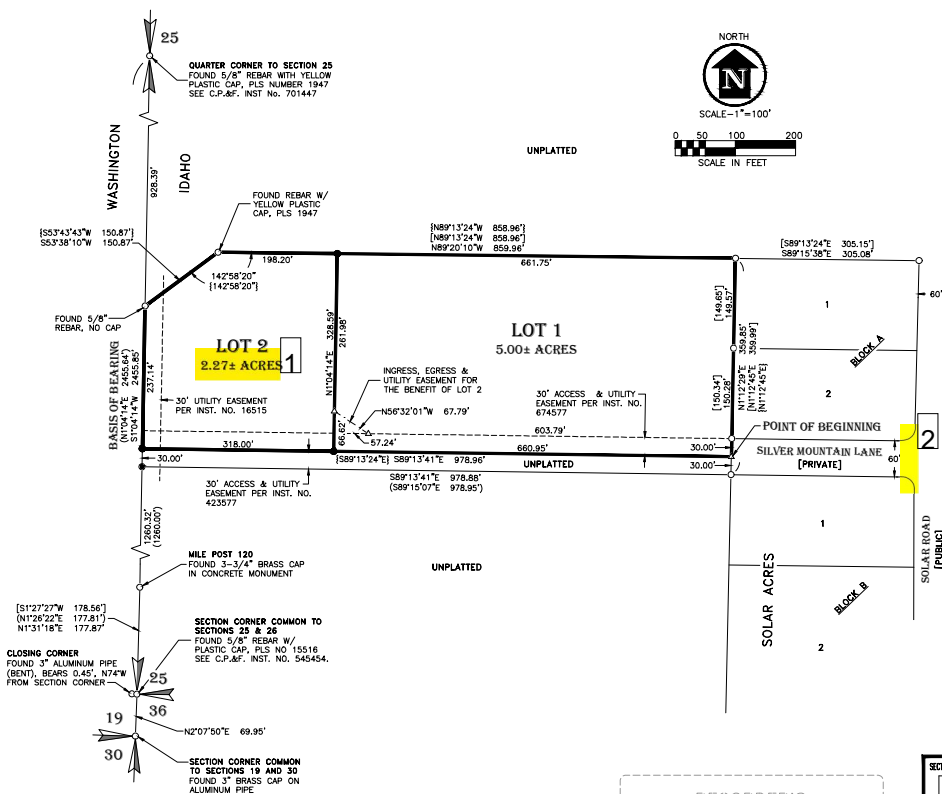 25
QUARTER CORNER TO SECTION 25
FOUND 5/8" REBAR WITH YELLOW
PLASTIC CAP, PLS NUMBER 1947
SEE C.P.&F. INST No. 701447
NORTH
N
SCALE-1"=100'
0 50 100 200
SCALE IN FEET
WASHINGTON
IDAHO
928.39'
UNPLATTED
FOUND REBAR W/
YELLOW PLASTIC
CAP, PLS 1947
{S53°43'43"W 150.87'}
S53°38'10"W 150.87'
{N89°13'24"W 858.96'}
[N89°13'24"W 858.96']
N89°20'10"W 859.96'
[S89°13'24"E 305.15']
S89°15'38"E 305.08'
198.20'
661.75'
142°58'20"
{142°58'20"}
60'
FOUND 5/8"
REBAR, NO CAP
[149.65']
149.57'
1
BLOCK A
2
LOT 2
2.27± ACRES
1
LOT 1
5.00± ACRES
N1°04'14"E 328.59'
261.98'
359.85'
[359.99']
N1°12'29"E
{N1°12'45"E}
[N1°12'45"E]
[150.34']
150.28'
BASIS OF BEARING
(N1°04'14"E 2455.64')
S1°04'14"W 2455.85'
237.14'
30' UTILITY EASEMENT
PER INST. NO. 16515
INGRESS, EGRESS &
UTILITY EASEMENT FOR
THE BENEFIT OF LOT 2
N56°32'01"W 67.79'
30' ACCESS & UTILITY
EASEMENT PER INST. NO.
674577
POINT OF BEGINNING
2
318.00'
66.62'
57.24'
603.79'
660.95'
30.00'
SILVER MOUNTAIN LANE
[PRIVATE]
60'
30.00'
{S89°13'24"E} S89°13'41"E 978.96'
UNPLATTED
30.00'
S89°13'41"E 978.88'
(S89°15'07"E 978.95')
30' ACCESS & UTILITY
EASEMENT PER INST. NO.
423577
1260.32'
(1260.00')
SOLAR ROAD
[PUBLIC]
1
MILE POST 120
FOUND 3-3/4" BRASS CAP
IN CONCRETE MONUMENT
UNPLATTED
SOLAR ACRES
BLOCK B
2
[S1°27'27"W 178.56']
(N1°26'22"E 177.81')
N1°31'18"E 177.87'
SECTION CORNER COMMON TO
SECTIONS 25 & 26
FOUND 5/8" REBAR W/
PLASTIC CAP, PLS NO 15516
SEE C.P.&F. INST. NO. 545454.
CLOSING CORNER
FOUND 3" ALUMINUM PIPE
(BENT), BEARS 0.45', N74°W
FROM SECTION CORNER
25
19
36
30
N2°07'50"E 69.95'
SECTION CORNER COMMON
TO SECTIONS 19 AND 30
FOUND 3" BRASS CAP ON
ALUMINUM PIPE